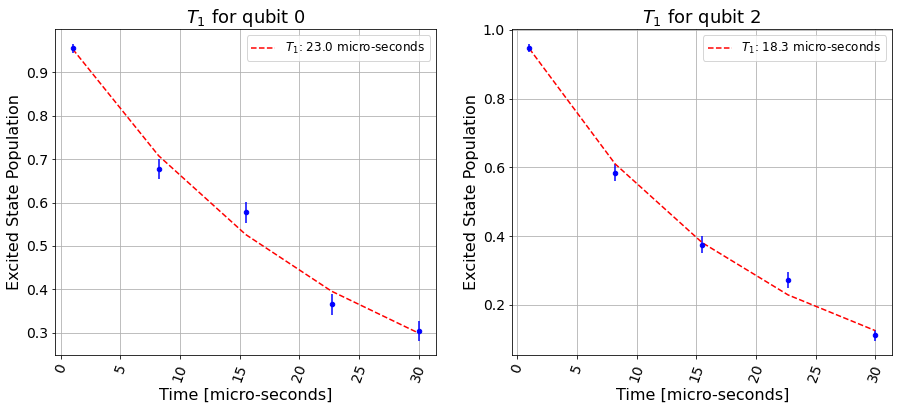 T₁ for qubit 0
Excited State Population
0.9
0.8
0.7
0.6
0.5
0.4
0.3
T₁: 23.0 micro-seconds
0 5 10 15 20 25 30
Time [micro-seconds]
T₁ for qubit 2
Excited State Population
1.0
0.8
0.6
0.4
0.2
T₁: 18.3 micro-seconds
0 5 10 15 20 25 30
Time [micro-seconds]